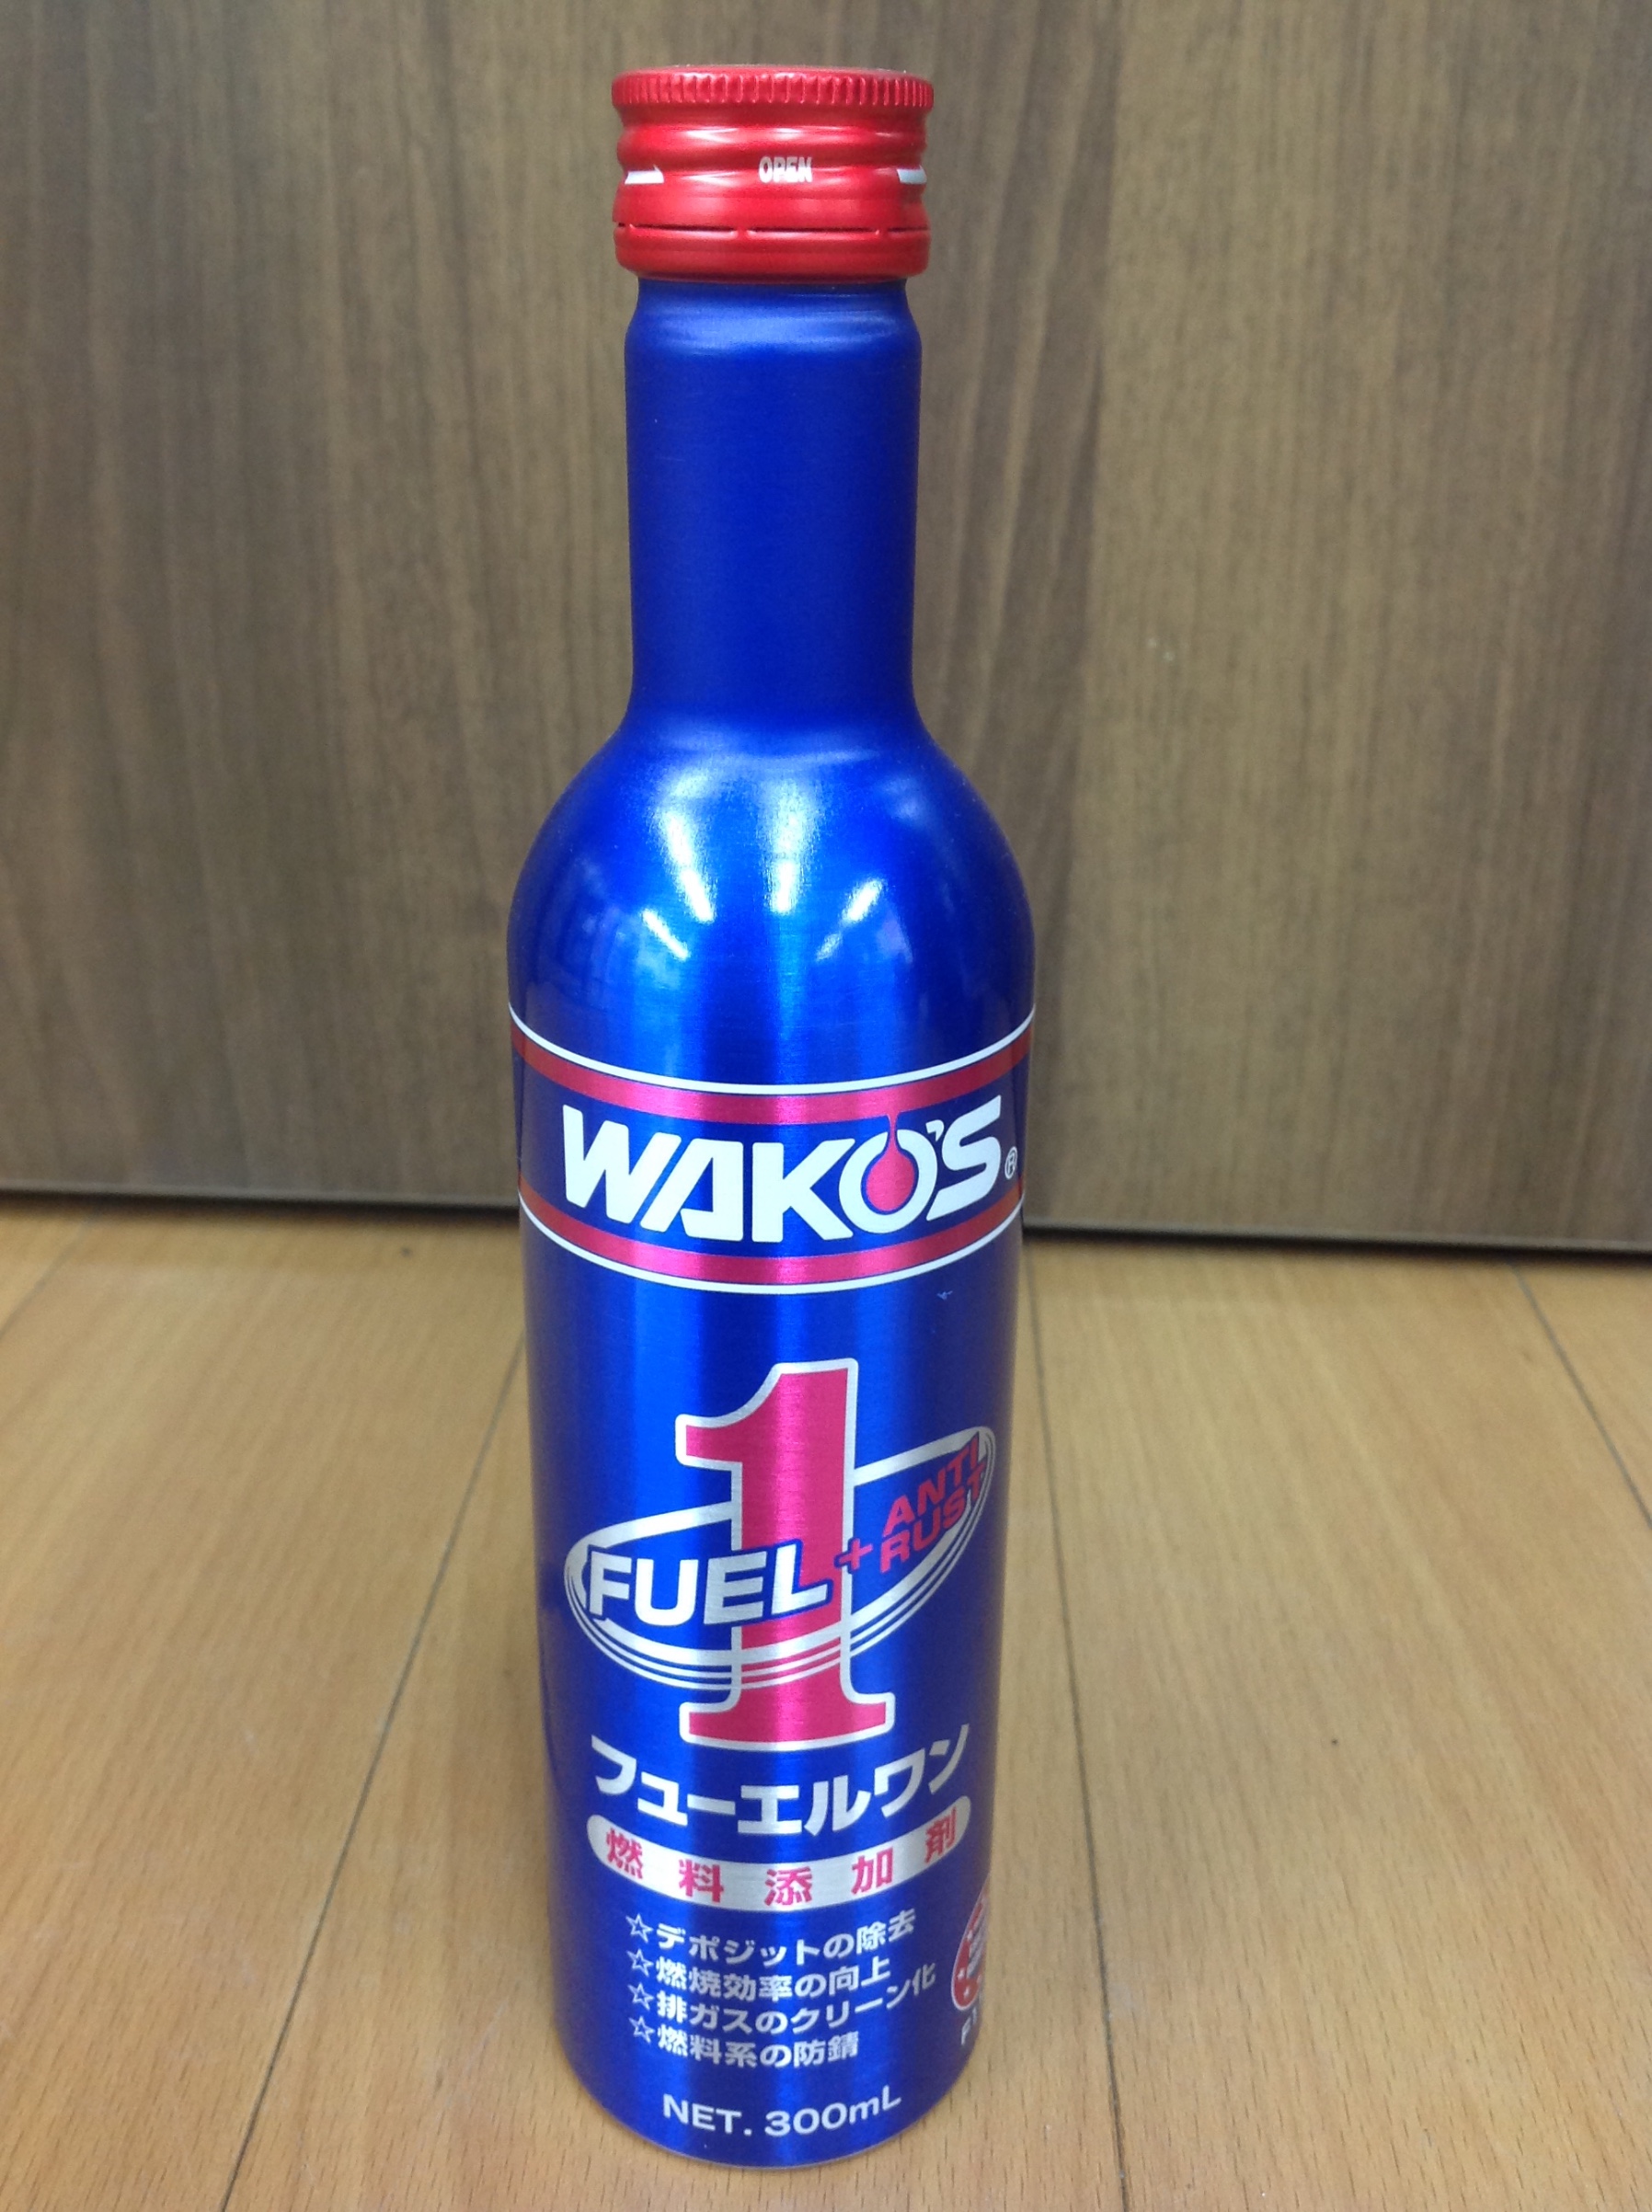 OPEN
WAKO'S®
1
FUEL + ANTI RUST
フューエルワン
燃料添加剤
☆デポジットの除去
☆燃焼効率の向上
☆排ガスのクリーン化
☆燃料系の防錆
NET. 300mL